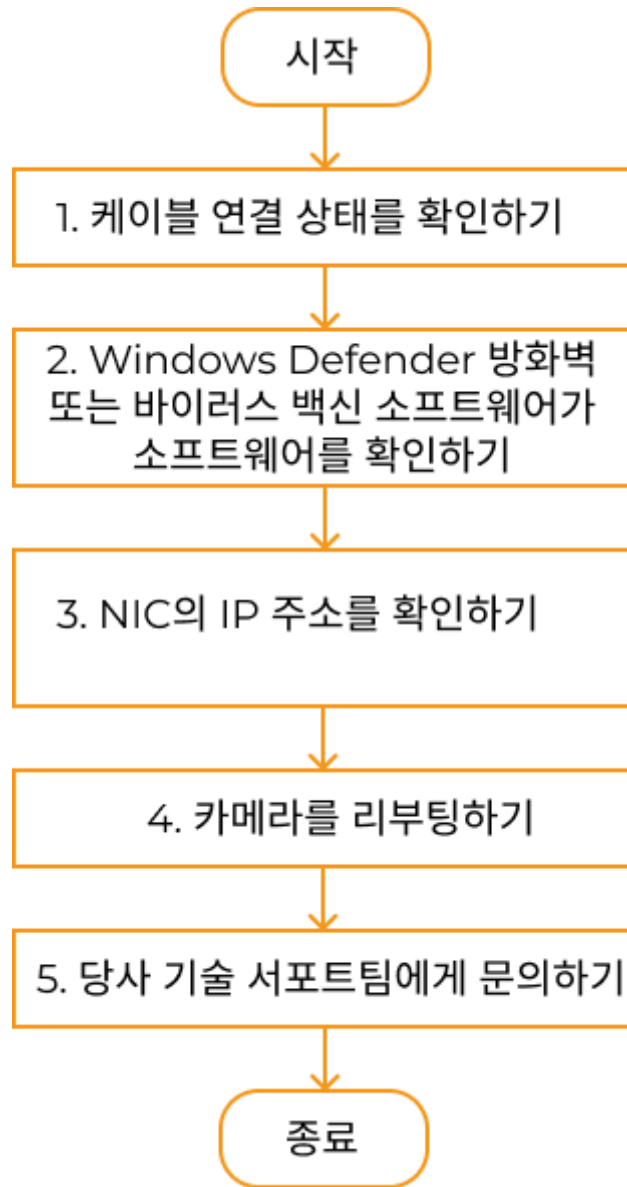 시작
1. 케이블 연결 상태를 확인하기
2. Windows Defender 방화벽
또는 바이러스 백신 소프트웨어가
소프트웨어를 확인하기
3. NIC의 IP 주소를 확인하기
4. 카메라를 리부팅하기
5. 당사 기술 서포트팀에게 문의하기
종료